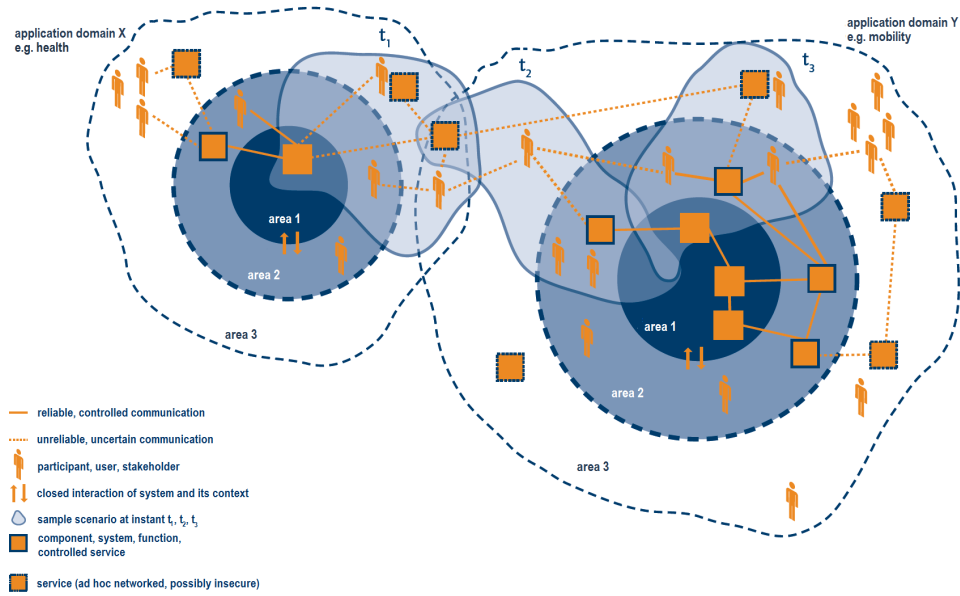 application domain X
e.g. health
t1
t2
t3
application domain Y
e.g. mobility
area 1
area 2
area 3
area 1
area 2
area 3
reliable, controlled communication
unreliable, uncertain communication
participant, user, stakeholder
closed interaction of system and its context
sample scenario at instant t1, t2, t3
component, system, function,
controlled service
service (ad hoc networked, possibly insecure)